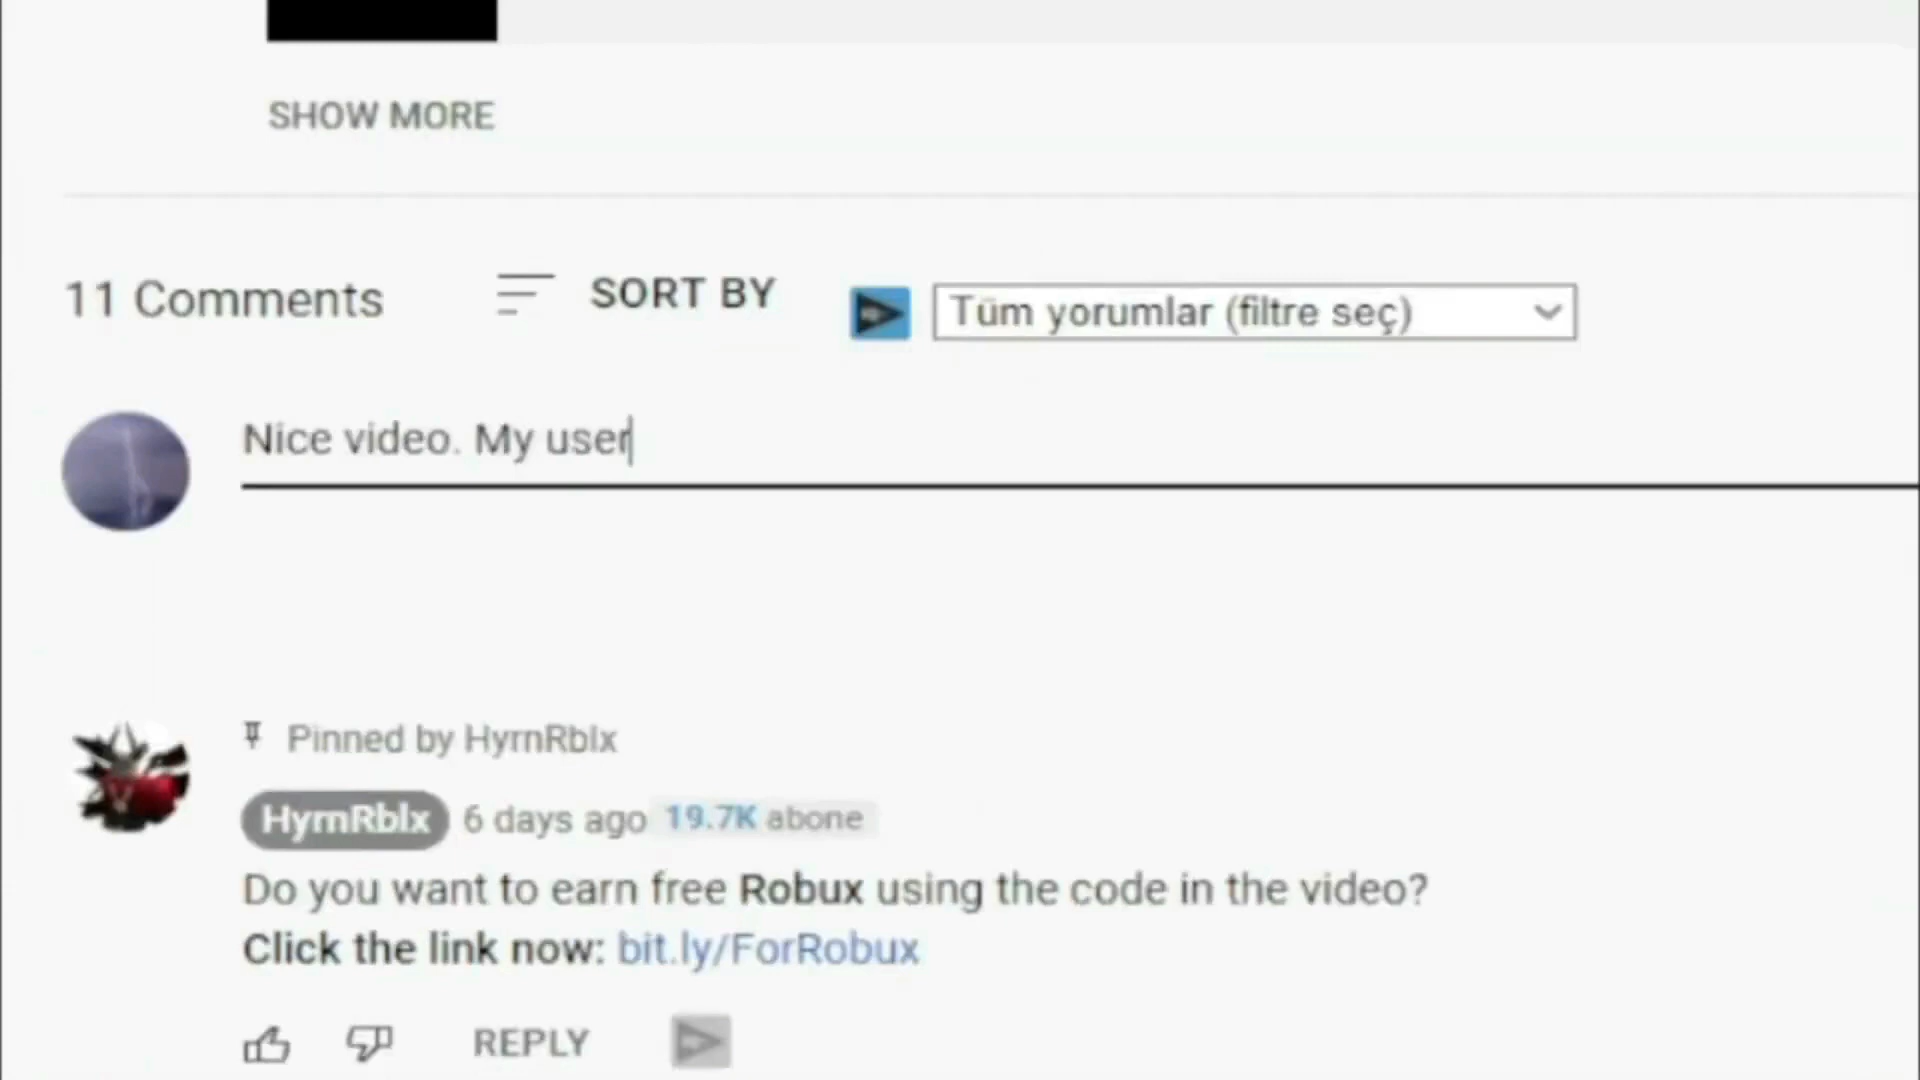 SHOW MORE
11 Comments SORT BY Tüm yorumlar (filtre seç)
Nice video. My user
Pinned by HyrnRblx
HyrnRblx 6 days ago 19.7K abone
Do you want to earn free Robux using the code in the video?
Click the link now: bit.ly/ForRobux
REPLY